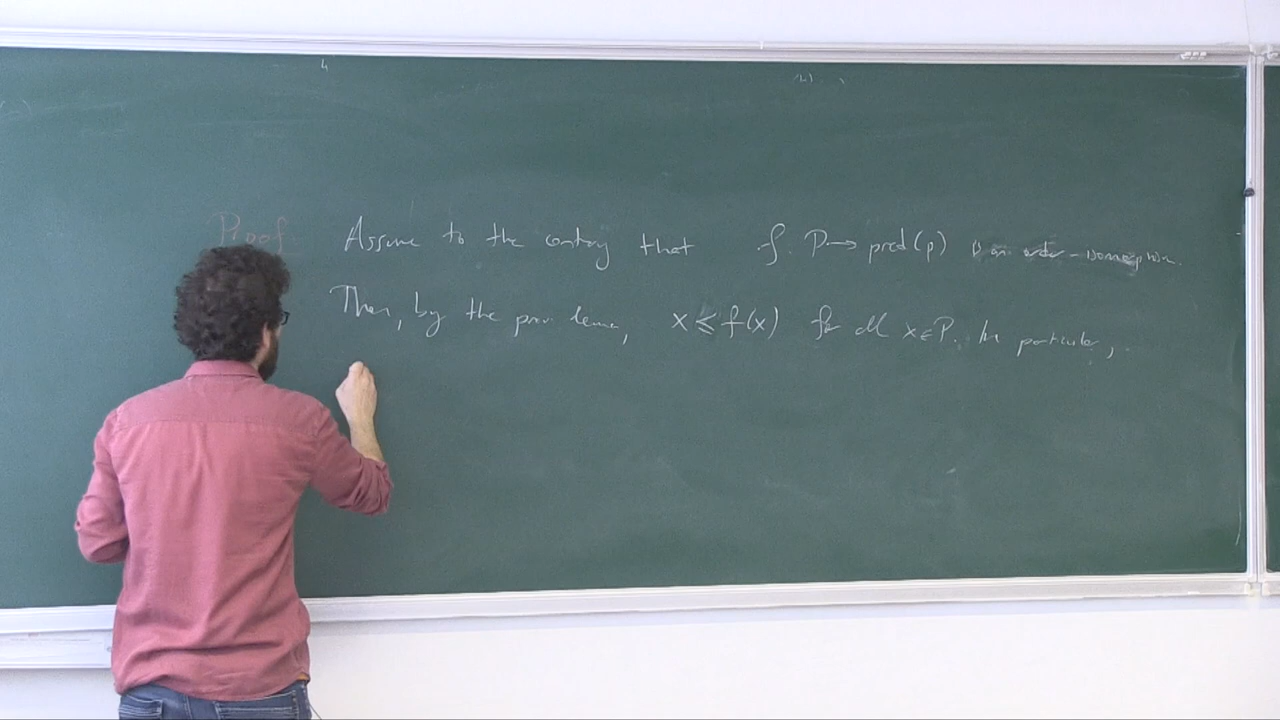 Proof. Assume to the contrary that f: P → pred(p) is an order-isomorphism.
Then, by the prev. lemma, x ≤ f(x) for all x ∈ P. In particular,